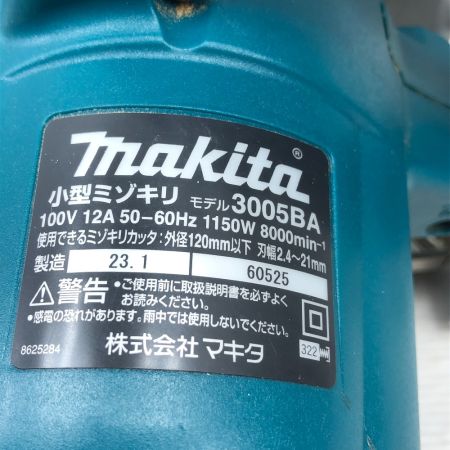 makita®
小型ミゾキリ モデル 3005BA
100V 12A 50-60Hz 1150W 8000min-1
使用できるミゾキリカッタ:外径120mm以下 刃幅2.4〜21mm
製造 23.1 60525
警告 ・ご使用前に取扱説明書を必ずよくお読みください。
・感電の恐れがあります。雨中では使用しないでください。
8625284 株式会社 マキタ 322